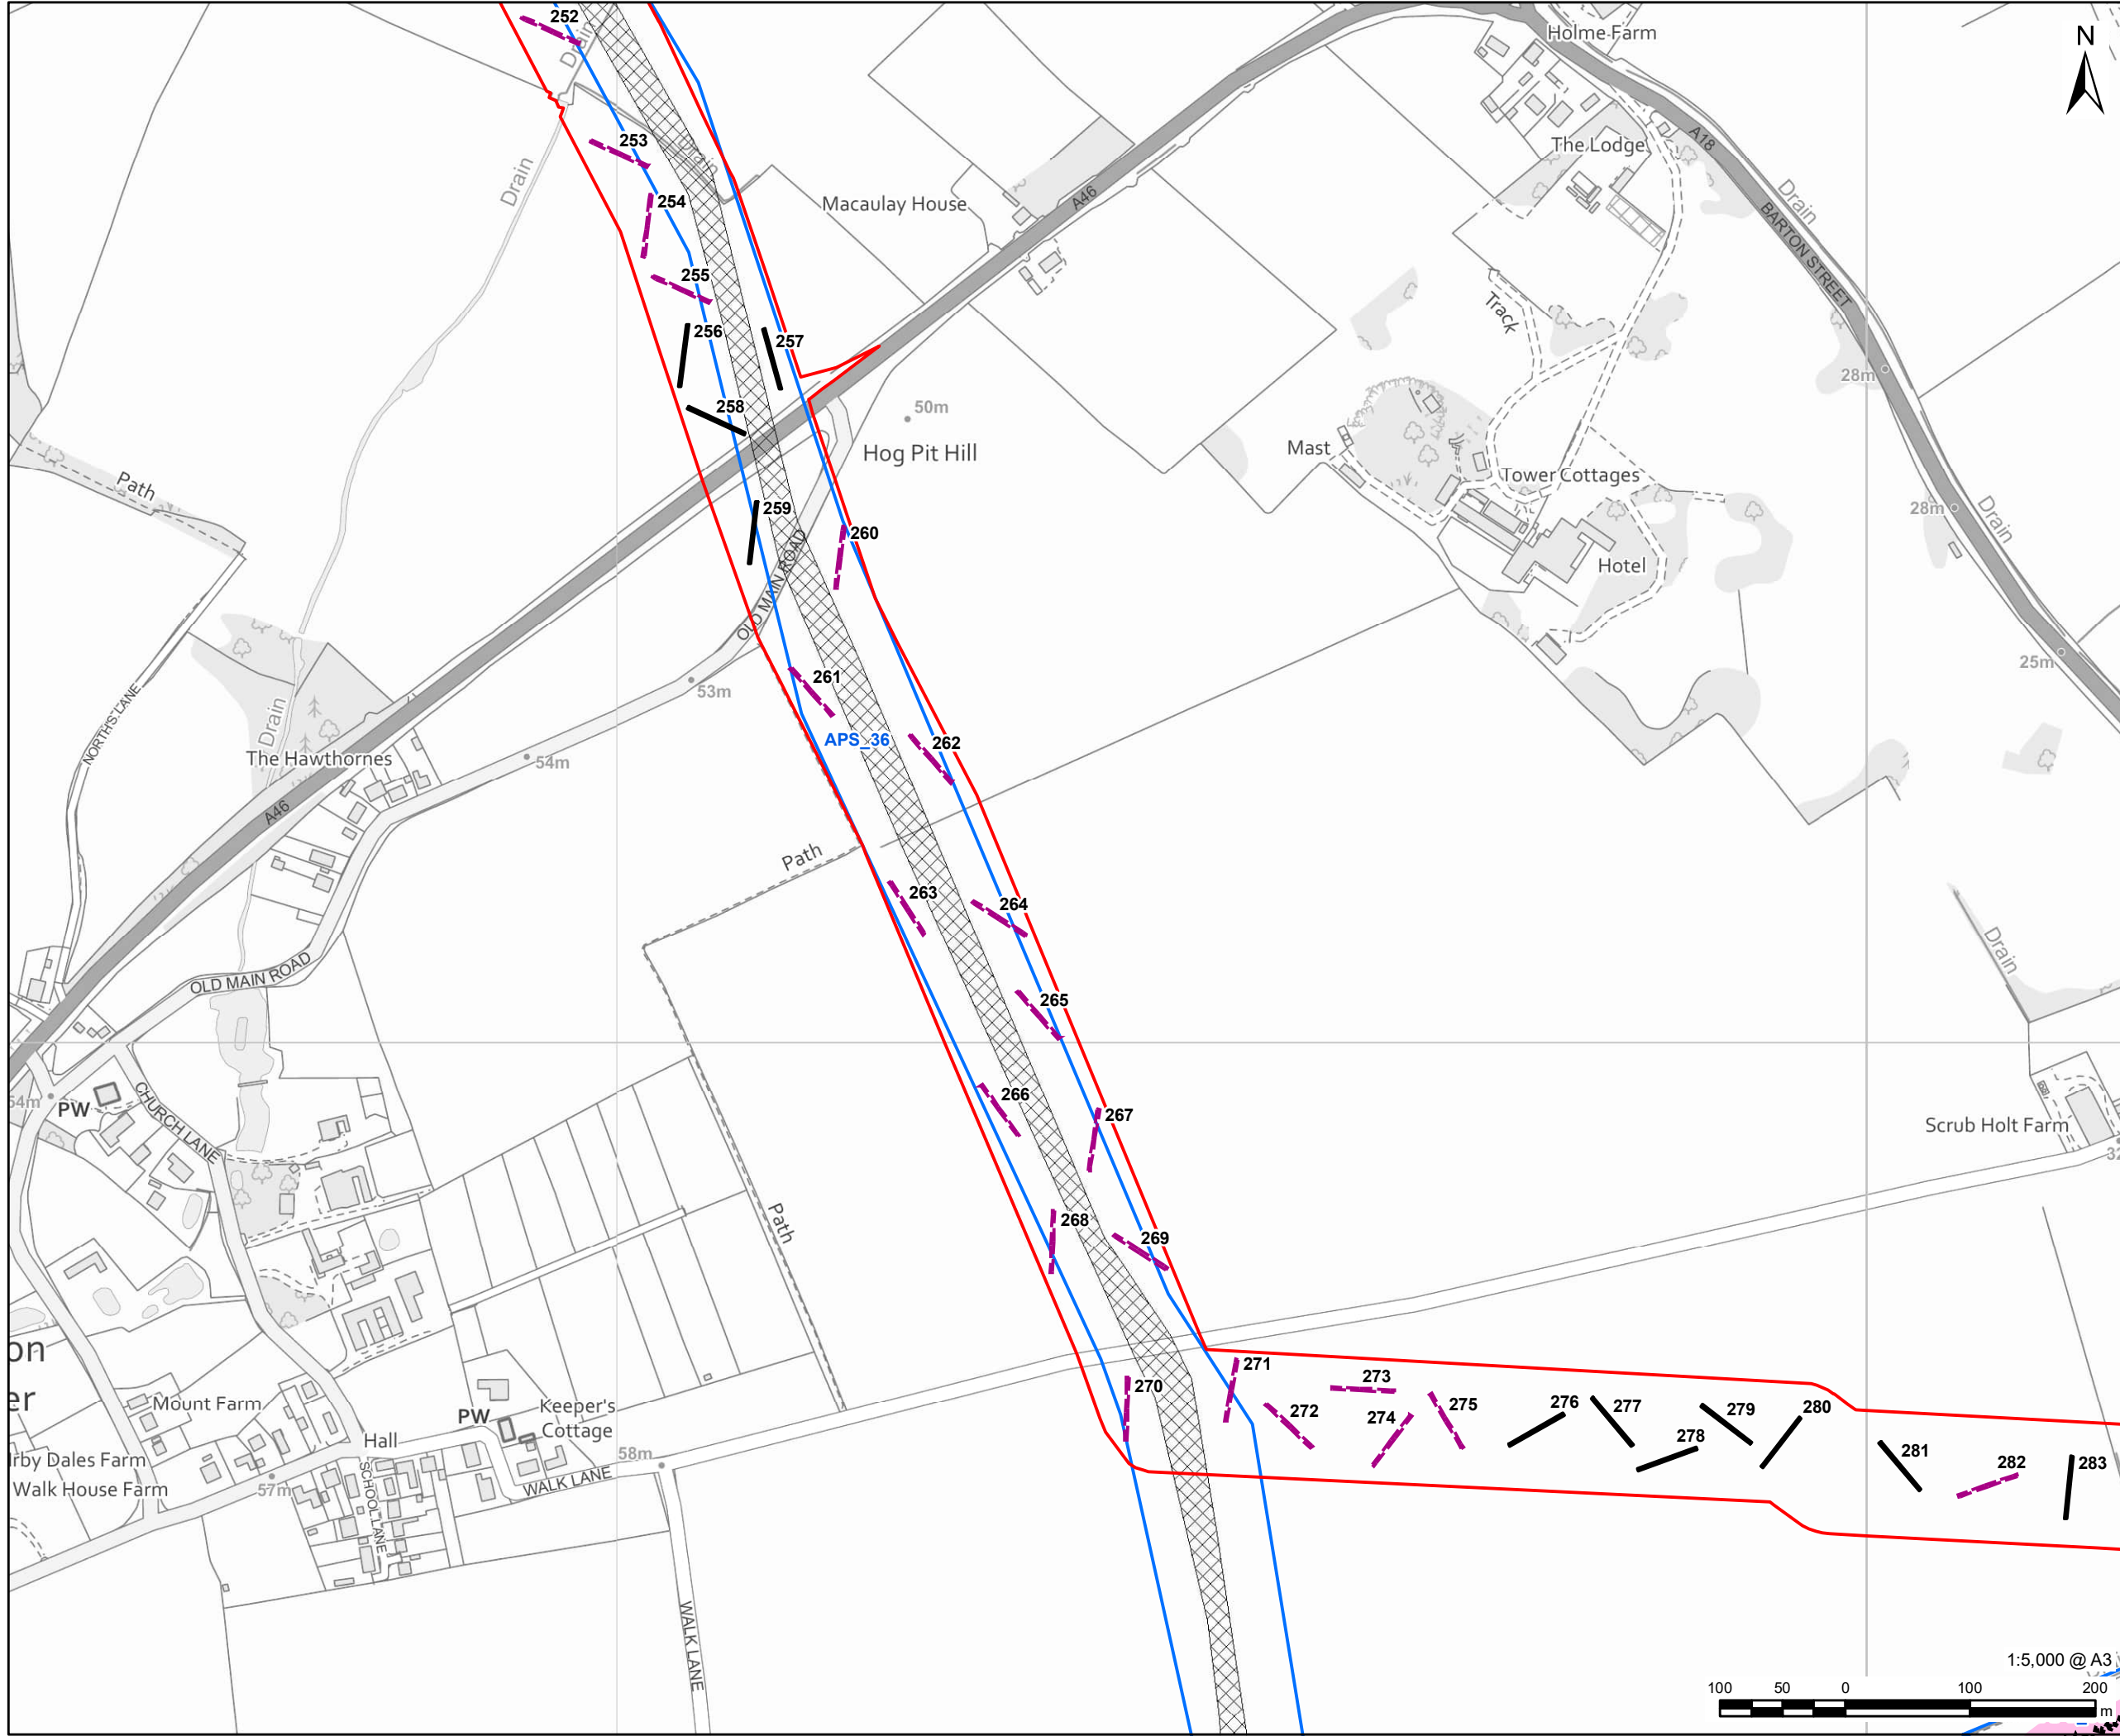 252
Drain
Holme Farm
N
253
Drain
The Lodge
A18
Drain
Drain
254
Macaulay House
A46
BARTON STREET
255
Track
256
257
28m
258
50m
Hog Pit Hill
Mast
Tower Cottages
Path
259
28m
Drain
260
Hotel
OLD MAIN ROAD
261
25m
53m
NORTH'S LANE
Drain
APS_36
262
The Hawthornes
54m
A46
Path
263
264
Drain
OLD MAIN ROAD
265
54m
PW
CHURCH LANE
266
267
Scrub Holt Farm
32
Path
268
269
on
er
271
273
270
272
274
275
276
277
278
279
280
Mount Farm
PW
Keeper's
Cottage
Hall
58m
281
282
283
Irby Dales Farm
Walk House Farm
57m
SCHOOL LANE
WALK LANE
WALK LANE
1:5,000 @ A3
100 50 0 100 200
m